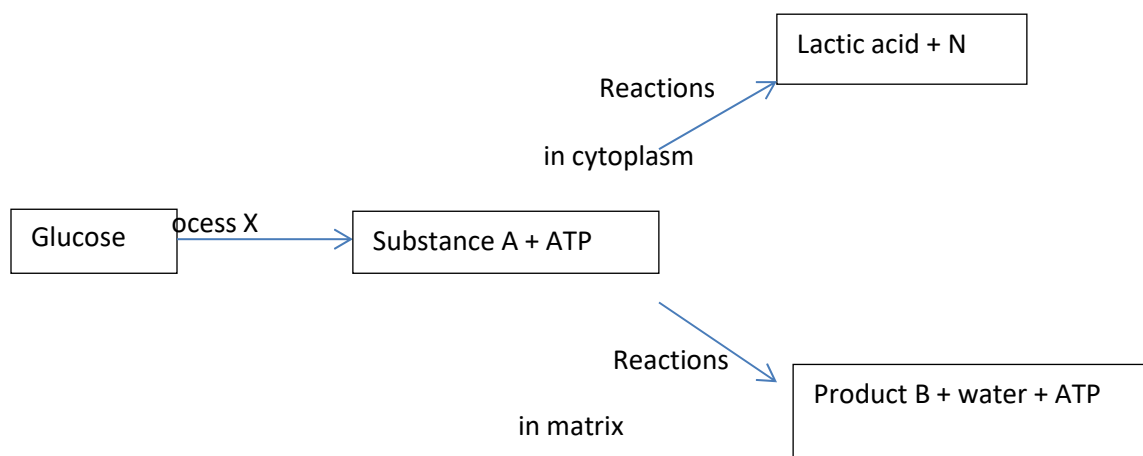 Lactic acid + N
Reactions
in cytoplasm
Glucose
ocess X
Substance A + ATP
Reactions
Product B + water + ATP
in matrix